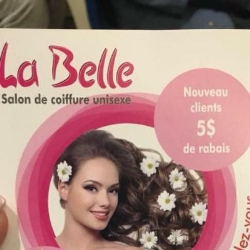 La Belle
Salon de coiffure unisexe
Nouveau
clients
5$
de rabais